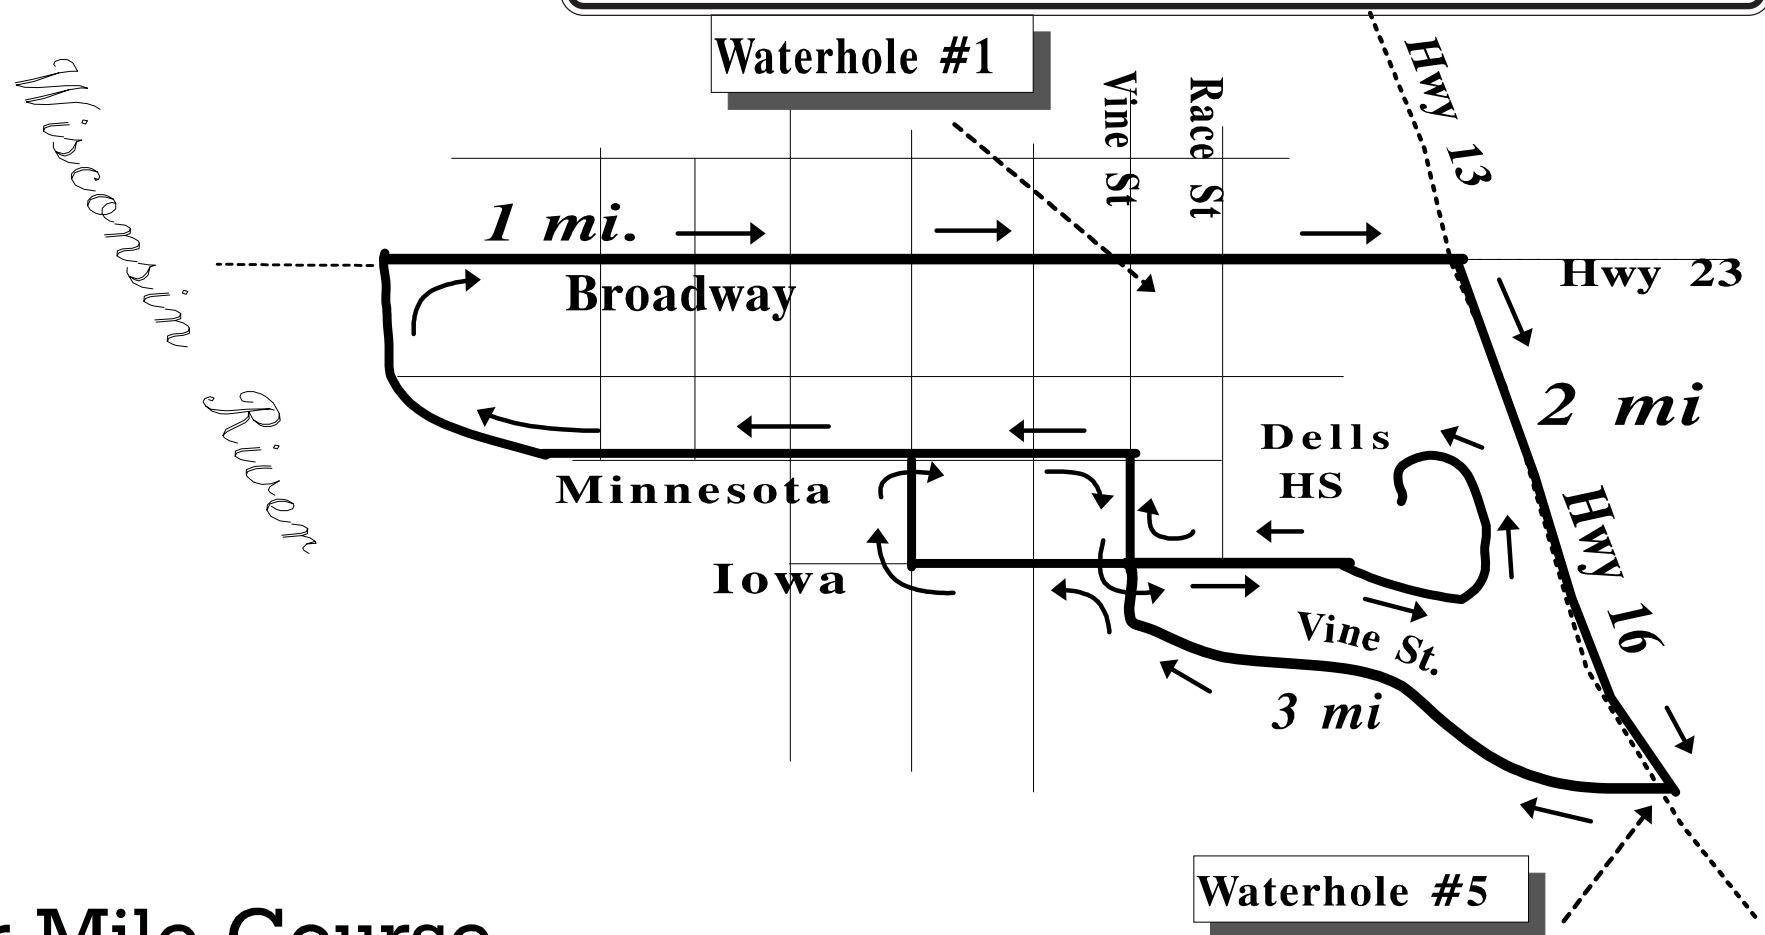 Waterhole #1
Wisconsin River
Vine St
Race St
Hwy 13
1 mi.
Broadway
Hwy 23
2 mi
Dells
HS
Minnesota
Hwy 16
Iowa
Vine St.
3 mi
Waterhole #5
Mile Course